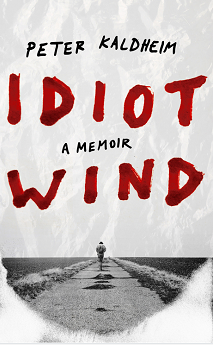 PETER KALDHEIM
IDIOT
A MEMOIR
WIND